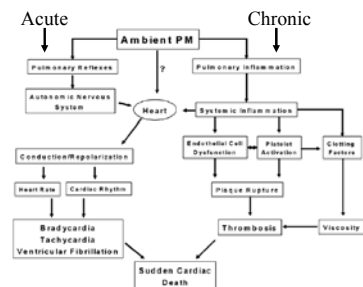 Acute
Chronic
Ambient PM
Pulmonary Reflexes
?
Pulmonary Inflammation
Autonomic Nervous
System
Heart
Systemic Inflammation
Conduction/Repolarization
Endothelial Cell
Dysfunction
Platelet
Activation
Clotting
Factors
Heart Rate
Cardiac Rhythm
Plaque Rupture
Bradycardia
Tachycardia
Ventricular Fibrillation
Thrombosis
Viscosity
Sudden Cardiac
Death